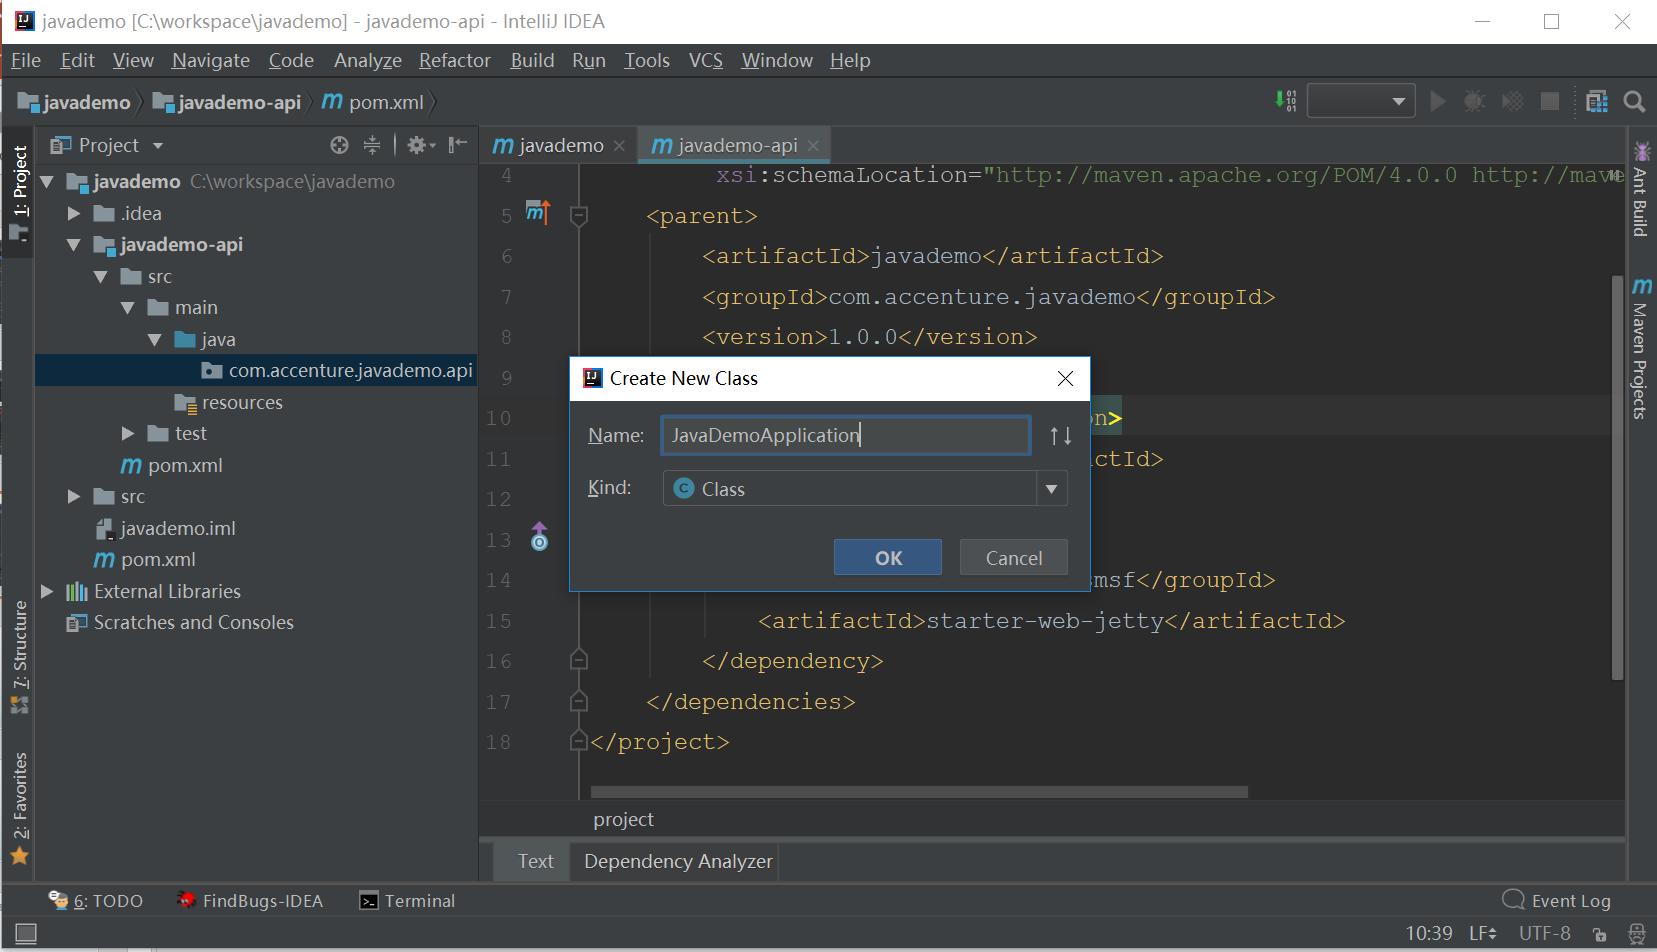 javademo [C:\workspace\javademo] - javademo-api - IntelliJ IDEA
File Edit View Navigate Code Analyze Refactor Build Run Tools VCS Window Help
javademo javademo-api pom.xml
Project
javademo C:\workspace\javademo
.idea
javademo-api
src
main
java
com.accenture.javademo.api
resources
test
pom.xml
src
javademo.iml
pom.xml
External Libraries
Scratches and Consoles
1: Project
7: Structure
2: Favorites
javademo javademo-api
4 xsi:schemaLocation="http://maven.apache.org/POM/4.0.0 http://mave
5 <parent>
6 <artifactId>javademo</artifactId>
7 <groupId>com.accenture.javademo</groupId>
8 <version>1.0.0</version>
9
10 n>
11 ctId>
12
13
14 msf</groupId>
15 <artifactId>starter-web-jetty</artifactId>
16 </dependency>
17 </dependencies>
18 </project>
Create New Class
Name: JavaDemoApplication
Kind: Class
OK Cancel
project
Text Dependency Analyzer
Ant Build
Maven Projects
6: TODO FindBugs-IDEA Terminal Event Log
10:39 LF UTF-8